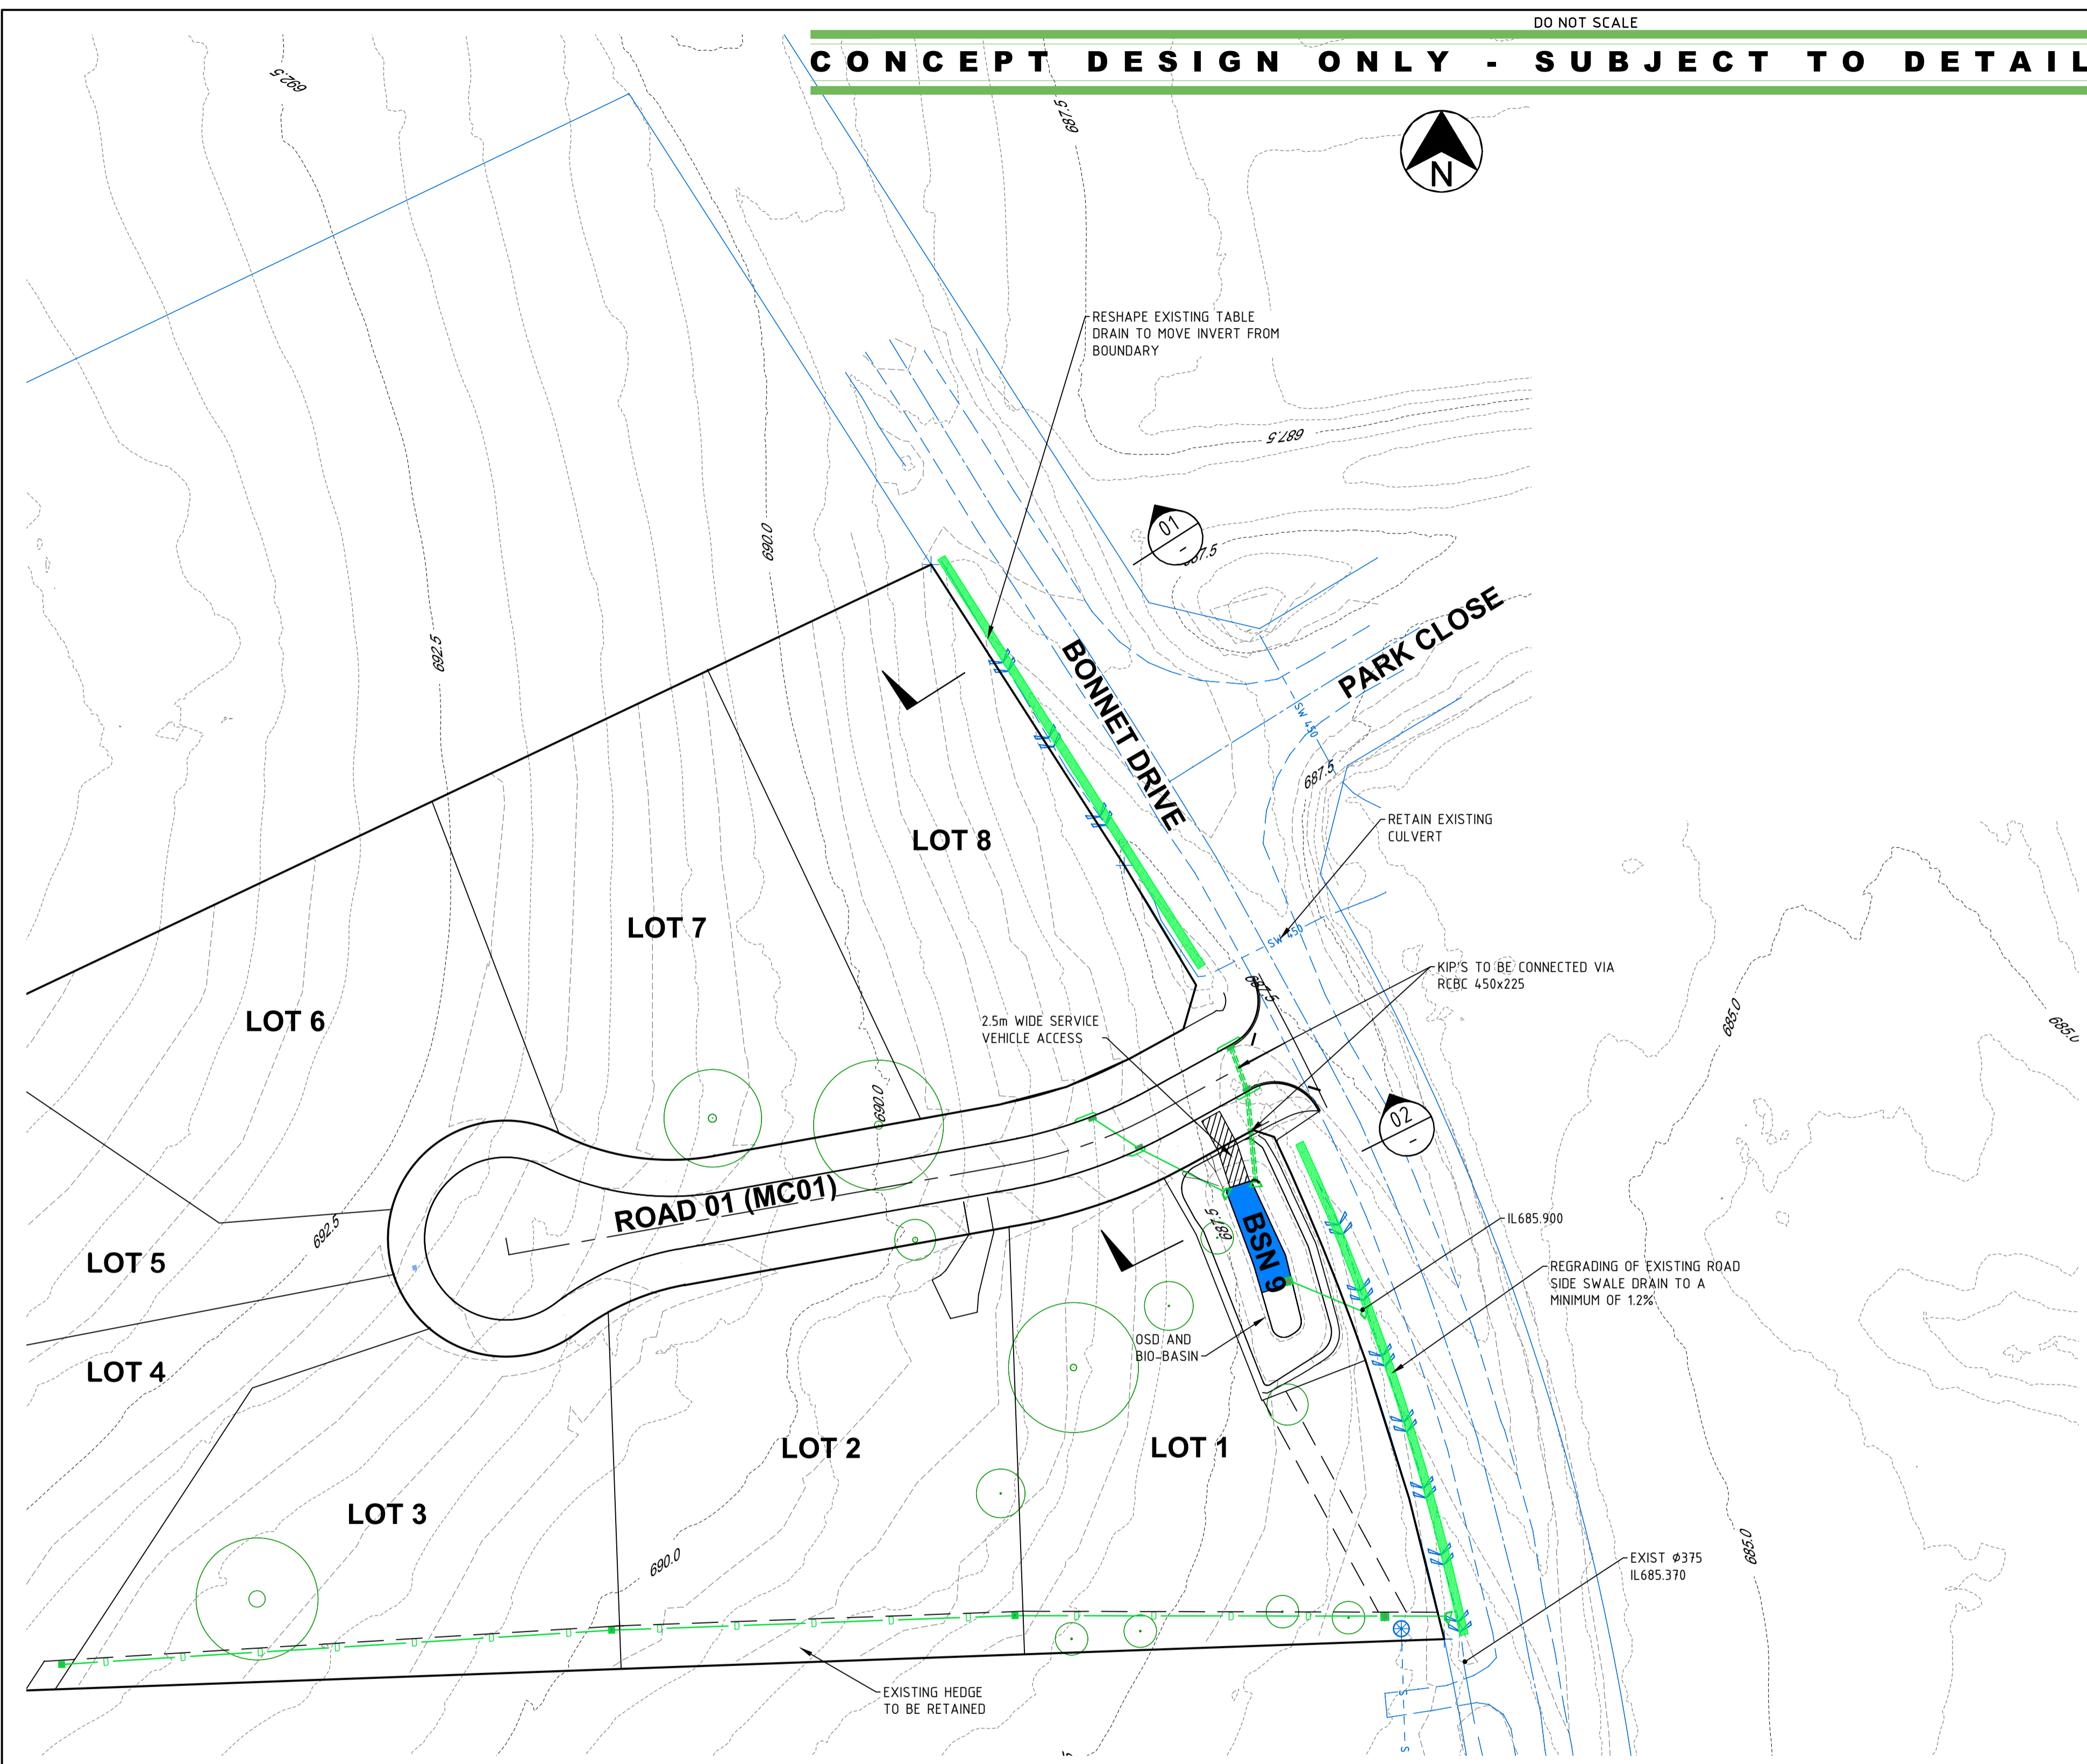 DO NOT SCALE
CONCEPT DESIGN ONLY - SUBJECT TO DETAIL
692.5
687.5
N
RESHAPE EXISTING TABLE
DRAIN TO MOVE INVERT FROM
BOUNDARY
687.5
690.0
01
-
687.5
692.5
BONNET DRIVE
PARK CLOSE
SW 450
687.5
LOT 8
RETAIN EXISTING
CULVERT
LOT 7
SW 450
KIP'S TO BE CONNECTED VIA
RCBC 450x225
687.5
LOT 6
2.5m WIDE SERVICE
VEHICLE ACCESS
685.0
685.0
690.0
02
-
ROAD 01 (MC01)
692.5
687.5
BSN 9
IL685.900
LOT 5
REGRADING OF EXISTING ROAD
SIDE SWALE DRAIN TO A
MINIMUM OF 1.2%
OSD AND
BIO-BASIN
LOT 4
LOT 2
LOT 1
LOT 3
690.0
685.0
EXIST Ø375
IL685.370
EXISTING HEDGE
TO BE RETAINED
S
S